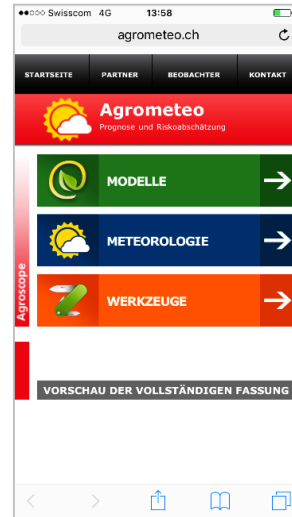 Swisscom 4G 13:58
agrometeo.ch
STARTSEITE PARTNER BEOBACHTER KONTAKT
Agrometeo
Prognose und Risikoabschätzung
MODELLE
METEOROLOGIE
WERKZEUGE
Agroscope
VORSCHAU DER VOLLSTÄNDIGEN FASSUNG